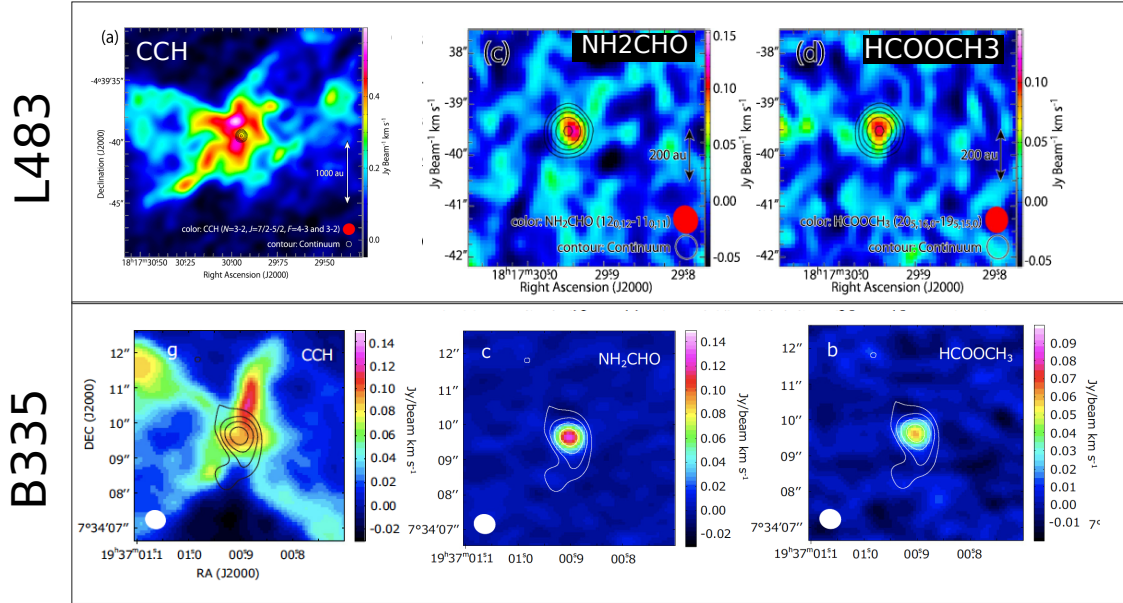 L483
(a)
CCH
-4°39′35″
-40″
-45″
Declination (J2000)
1000 au
color: CCH (N=3-2, J=7/2-5/2, F=4-3 and 3-2)
contour: Continuum
18ʰ17ᵐ30ˢ50
30ˢ25
30ˢ00
29ˢ75
29ˢ50
Right Ascension (J2000)
0.4
0.2
0.0
Jy Beam⁻¹ km s⁻¹
(c)
NH2CHO
-38″
-39″
-40″
-41″
-42″
200 au
color: NH₂CHO (12₀,₁₂-11₀,₁₁)
contour: Continuum
18ʰ17ᵐ30ˢ0
29ˢ9
29ˢ8
Right Ascension (J2000)
0.15
0.10
0.05
0.00
-0.05
Jy Beam⁻¹ km s⁻¹
(d)
HCOOCH3
-38″
-39″
-40″
-41″
-42″
200 au
contour: Continuum
18ʰ17ᵐ30ˢ0
29ˢ9
29ˢ8
Right Ascension (J2000)
0.10
0.05
0.00
-0.05
Jy Beam⁻¹ km s⁻¹
B335
g
CCH
12″
11″
10″
09″
08″
7°34′07″
DEC (J2000)
19ʰ37ᵐ01ˢ1
01ˢ0
00ˢ9
00ˢ8
RA (J2000)
0.14
0.12
0.10
0.08
0.06
0.04
0.02
0.00
-0.02
Jy/beam km s⁻¹
c
NH₂CHO
12″
11″
10″
09″
08″
7°34′07″
19ʰ37ᵐ01ˢ1
01ˢ0
00ˢ9
00ˢ8
0.14
0.12
0.10
0.08
0.06
0.04
0.02
0.00
-0.02
Jy/beam km s⁻¹
b
HCOOCH₃
12″
11″
10″
09″
08″
7°34′07″
19ʰ37ᵐ01ˢ1
01ˢ0
00ˢ9
00ˢ8
0.09
0.08
0.07
0.06
0.05
0.04
0.03
0.02
0.01
0.00
-0.01
Jy/beam km s⁻¹
7°